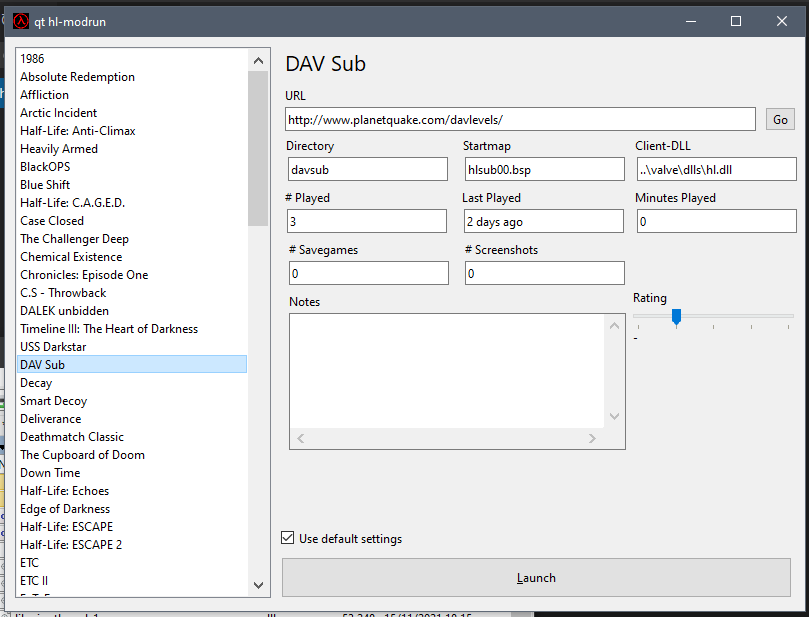 qt hl-modrun
1986
Absolute Redemption
Affliction
Arctic Incident
Half-Life: Anti-Climax
Heavily Armed
BlackOPS
Blue Shift
Half-Life: C.A.G.E.D.
Case Closed
The Challenger Deep
Chemical Existence
Chronicles: Episode One
C.S - Throwback
DALEK unbidden
Timeline III: The Heart of Darkness
USS Darkstar
DAV Sub
Decay
Smart Decoy
Deliverance
Deathmatch Classic
The Cupboard of Doom
Down Time
Half-Life: Echoes
Edge of Darkness
Half-Life: ESCAPE
Half-Life: ESCAPE 2
ETC
ETC II
DAV Sub
URL
http://www.planetquake.com/davlevels/
Go
Directory
Startmap
Client-DLL
davsub
hlsub00.bsp
..\valve\dlls\hl.dll
# Played
Last Played
Minutes Played
3
2 days ago
0
# Savegames
# Screenshots
0
0
Notes
Rating
-
Use default settings
Launch